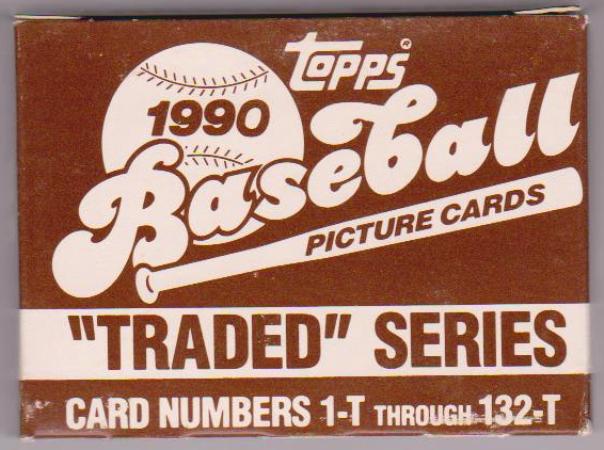 topps®
1990
Baseball
PICTURE CARDS
"TRADED" SERIES
CARD NUMBERS 1-T THROUGH 132-T